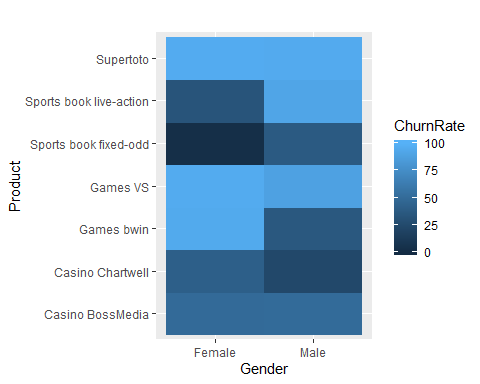 Supertoto
Sports book live-action
Sports book fixed-odd
Games VS
Games bwin
Casino Chartwell
Casino BossMedia
Product
Female Male
Gender
ChurnRate
100
75
50
25
0